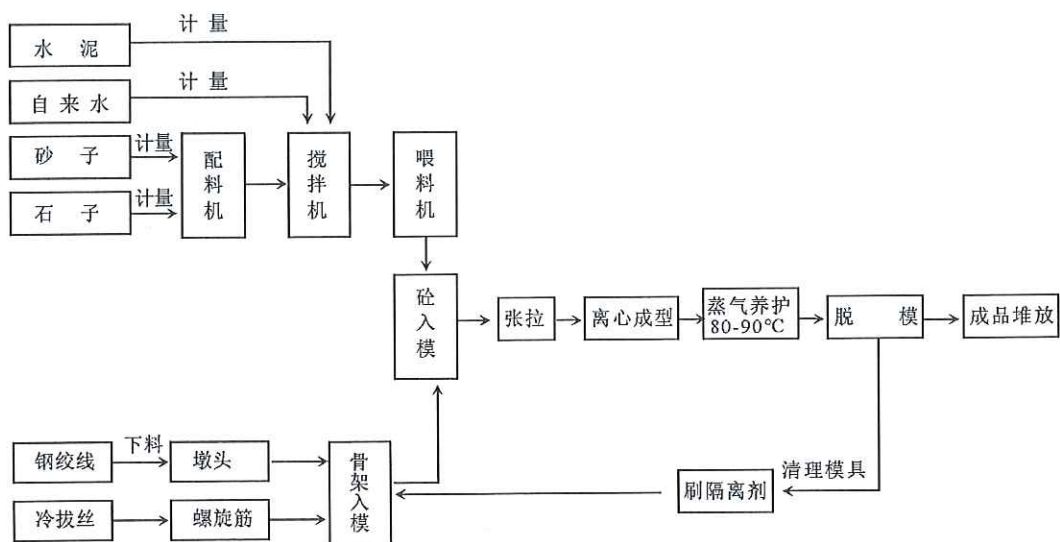 计 量
水 泥
计 量
自 来 水
计量
砂 子
计量
石 子
配料机
搅拌机
喂料机
砼入模
张拉
离心成型
蒸气养护
80-90℃
脱 模
成品堆放
下料
钢绞线
墩头
骨架入模
清理模具
刷隔离剂
冷拔丝
螺旋筋